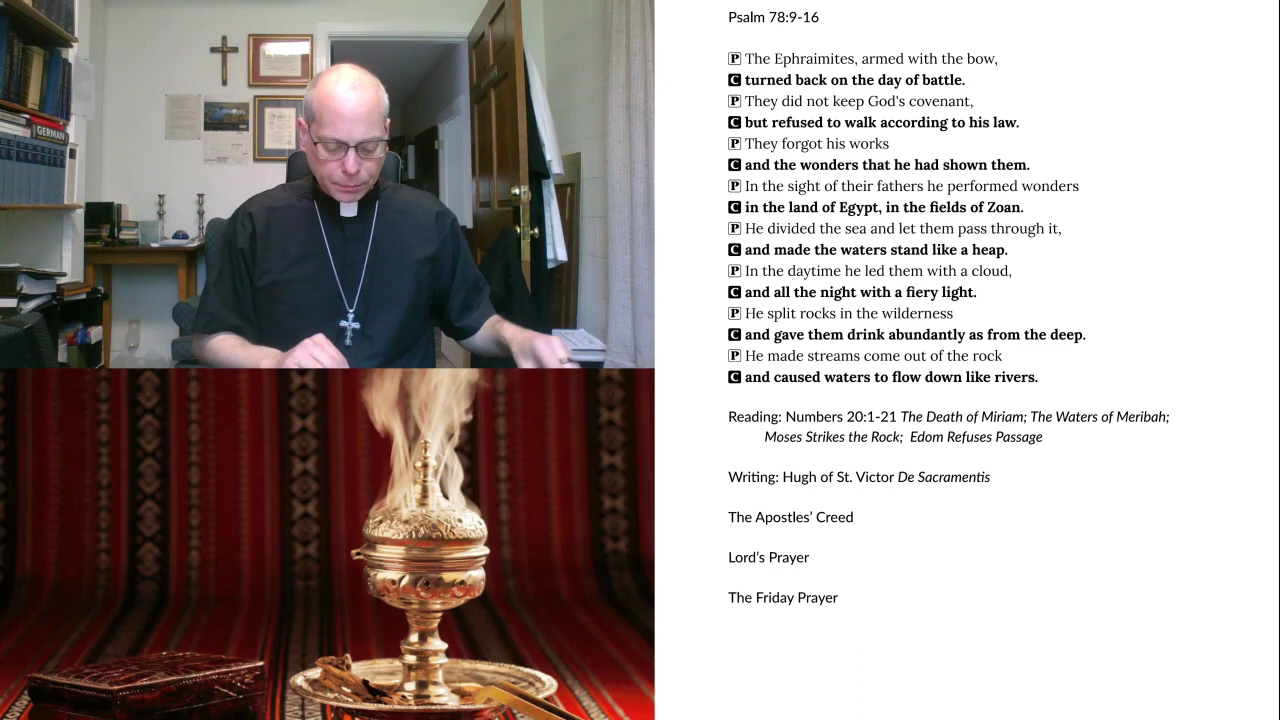 GERMAN
Psalm 78:9-16
P The Ephraimites, armed with the bow,
C turned back on the day of battle.
P They did not keep God's covenant,
C but refused to walk according to his law.
P They forgot his works
C and the wonders that he had shown them.
P In the sight of their fathers he performed wonders
C in the land of Egypt, in the fields of Zoan.
P He divided the sea and let them pass through it,
C and made the waters stand like a heap.
P In the daytime he led them with a cloud,
C and all the night with a fiery light.
P He split rocks in the wilderness
C and gave them drink abundantly as from the deep.
P He made streams come out of the rock
C and caused waters to flow down like rivers.
Reading: Numbers 20:1-21 The Death of Miriam; The Waters of Meribah;
Moses Strikes the Rock; Edom Refuses Passage
Writing: Hugh of St. Victor De Sacramentis
The Apostles' Creed
Lord's Prayer
The Friday Prayer